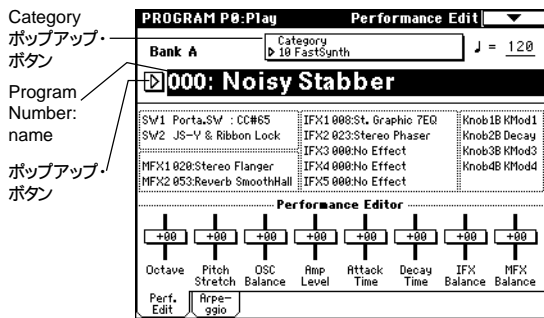 Category
ポップアップ・
ボタン
Program
Number:
name
ポップアップ・
ボタン
PROGRAM P0:Play Performance Edit
Bank A
Category
10 FastSynth
♩ = 120
000: Noisy Stabber
SW1 Porta.SW :CC#65
SW2 JS-Y & Ribbon Lock
MFX1 020:Stereo Flanger
MFX2 053:Reverb SmoothHall
IFX1 008:St. Graphic 7EQ
IFX2 023:Stereo Phaser
IFX3 000:No Effect
IFX4 000:No Effect
IFX5 000:No Effect
Knob1B KMod1
Knob2B Decay
Knob3B KMod3
Knob4B KMod4
Performance Editor
+00 +00 +00 +00 +00 +00 +00 +00
Octave Pitch Stretch OSC Balance Amp Level Attack Time Decay Time IFX Balance MFX Balance
Perf. Edit Arpe-ggio